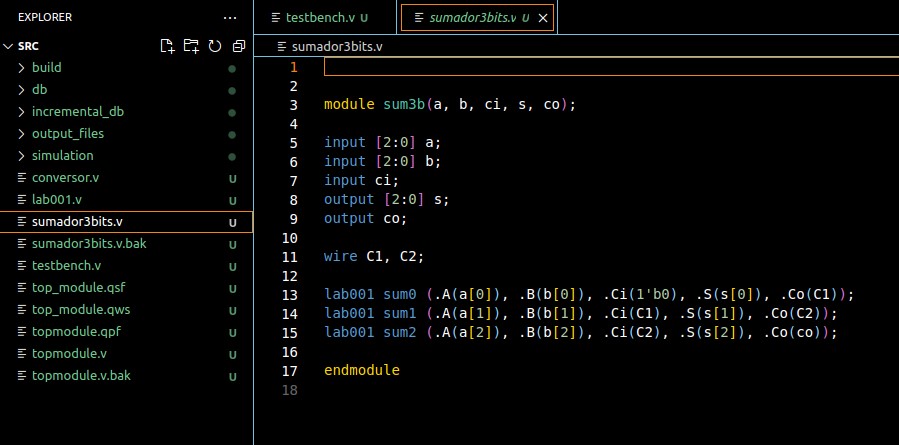 EXPLORER ...
SRC
build
db
incremental_db
output_files
simulation
conversor.v U
lab001.v U
sumador3bits.v U
sumador3bits.v.bak U
testbench.v U
top_module.qsf U
top_module.qws U
topmodule.qpf U
topmodule.v U
topmodule.v.bak U
testbench.v U
sumador3bits.v U
sumador3bits.v
1
2
3 module sum3b(a, b, ci, s, co);
4
5 input [2:0] a;
6 input [2:0] b;
7 input ci;
8 output [2:0] s;
9 output co;
10
11 wire C1, C2;
12
13 lab001 sum0 (.A(a[0]), .B(b[0]), .Ci(1'b0), .S(s[0]), .Co(C1));
14 lab001 sum1 (.A(a[1]), .B(b[1]), .Ci(C1), .S(s[1]), .Co(C2));
15 lab001 sum2 (.A(a[2]), .B(b[2]), .Ci(C2), .S(s[2]), .Co(co));
16
17 endmodule
18